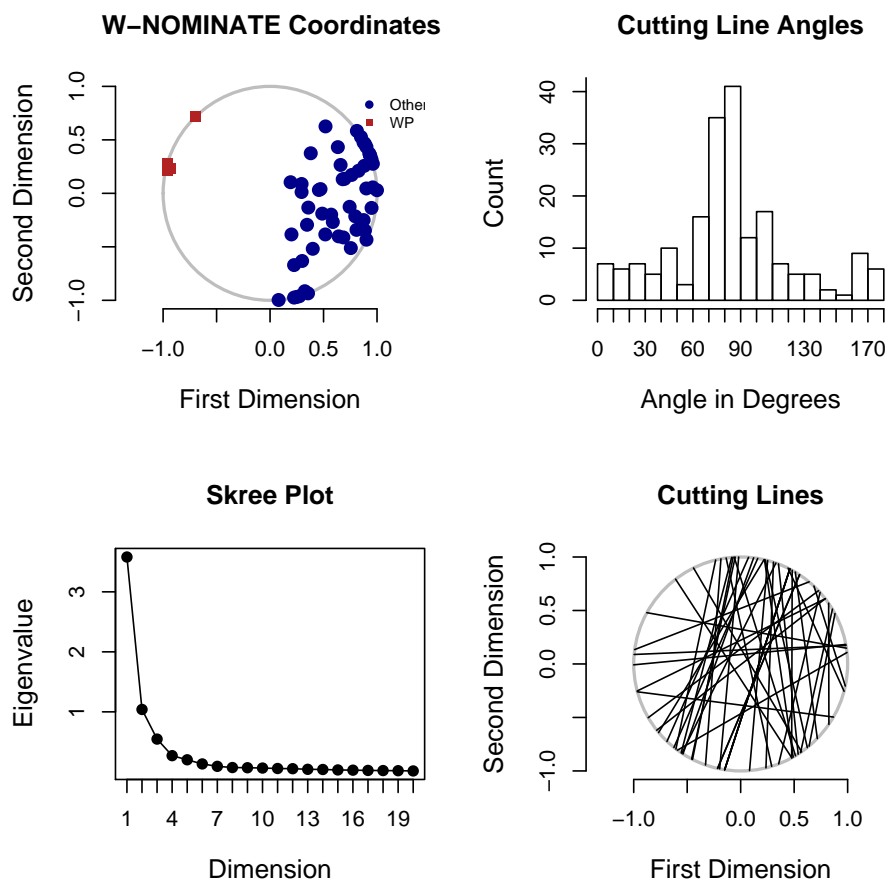 W−NOMINATE Coordinates
Second Dimension
1.0
0.5
0.0
−1.0
Other
WP
−1.0
0.0
0.5
1.0
First Dimension
Cutting Line Angles
Count
40
30
20
10
0
0
30
60
90
130
170
Angle in Degrees
Skree Plot
Eigenvalue
3
2
1
1
4
7
10
13
16
19
Dimension
Cutting Lines
Second Dimension
1.0
0.5
0.0
−1.0
−1.0
0.0
0.5
1.0
First Dimension